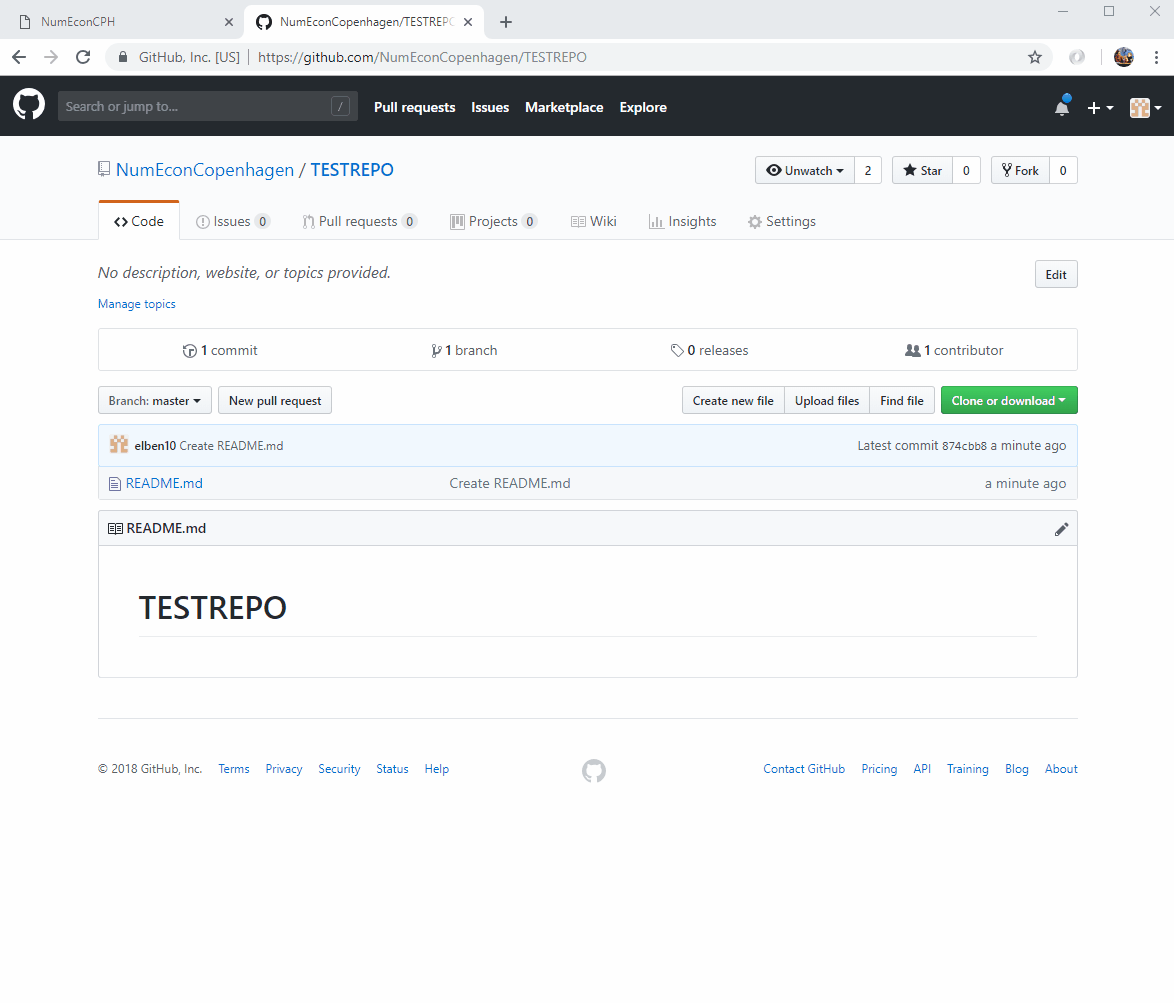 NumEconCPH
NumEconCopenhagen/TESTREPO
GitHub, Inc. [US] https://github.com/NumEconCopenhagen/TESTREPO
Search or jump to... / Pull requests Issues Marketplace Explore
NumEconCopenhagen / TESTREPO
Unwatch 2 Star 0 Fork 0
Code Issues 0 Pull requests 0 Projects 0 Wiki Insights Settings
No description, website, or topics provided.
Edit
Manage topics
1 commit 1 branch 0 releases 1 contributor
Branch: master New pull request Create new file Upload files Find file Clone or download
elben10 Create README.md Latest commit 874cbb8 a minute ago
README.md Create README.md a minute ago
README.md
TESTREPO
© 2018 GitHub, Inc. Terms Privacy Security Status Help Contact GitHub Pricing API Training Blog About